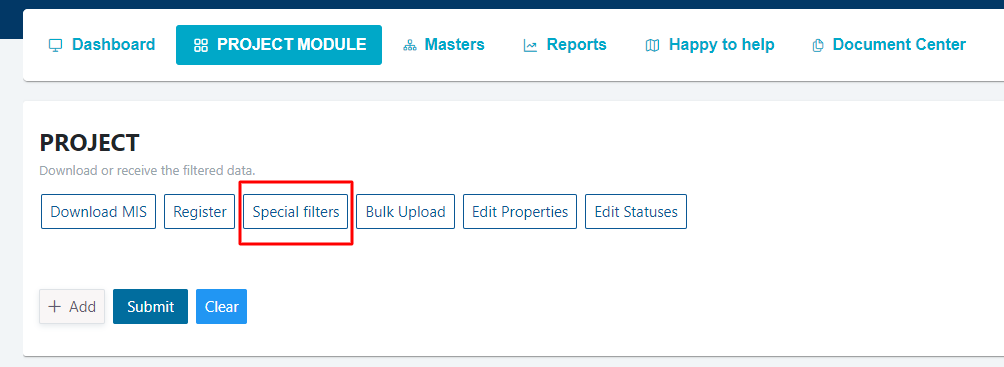 Dashboard PROJECT MODULE Masters Reports Happy to help Document Center
PROJECT
Download or receive the filtered data.
Download MIS Register Special filters Bulk Upload Edit Properties Edit Statuses
+ Add Submit Clear